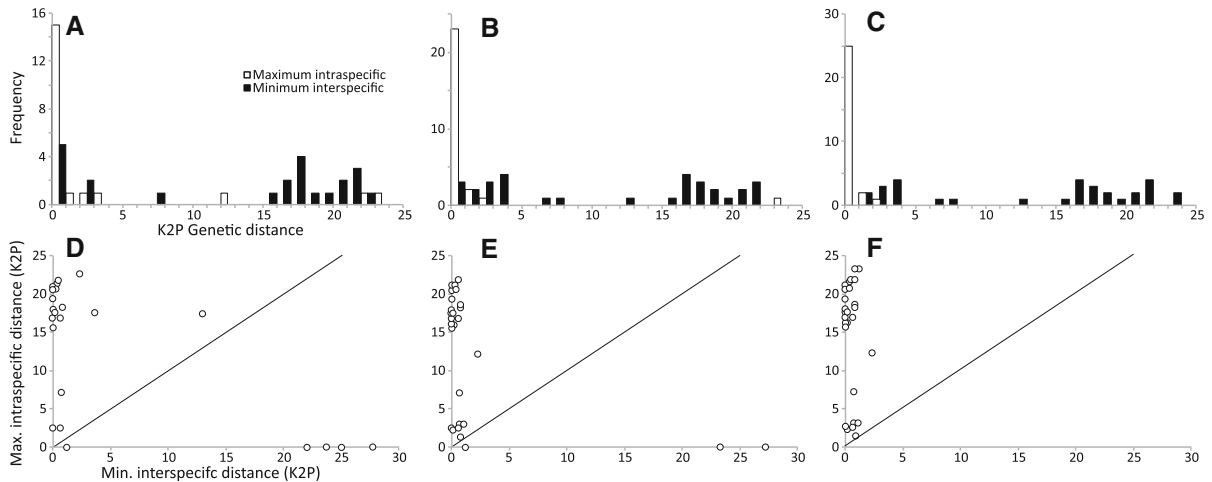 A
B
C
Frequency
16
12
8
4
0
Maximum intraspecific
Minimum interspecific
0 5 10 15 20 25
K2P Genetic distance
20
10
0
0 5 10 15 20 25
30
20
10
0
0 5 10 15 20 25
D
E
F
Max. intraspecific distance (K2P)
25
20
15
10
5
0
0 5 10 15 20 25 30
Min. interspecifc distance (K2P)
25
20
15
10
5
0
0 5 10 15 20 25 30
25
20
15
10
5
0
0 5 10 15 20 25 30